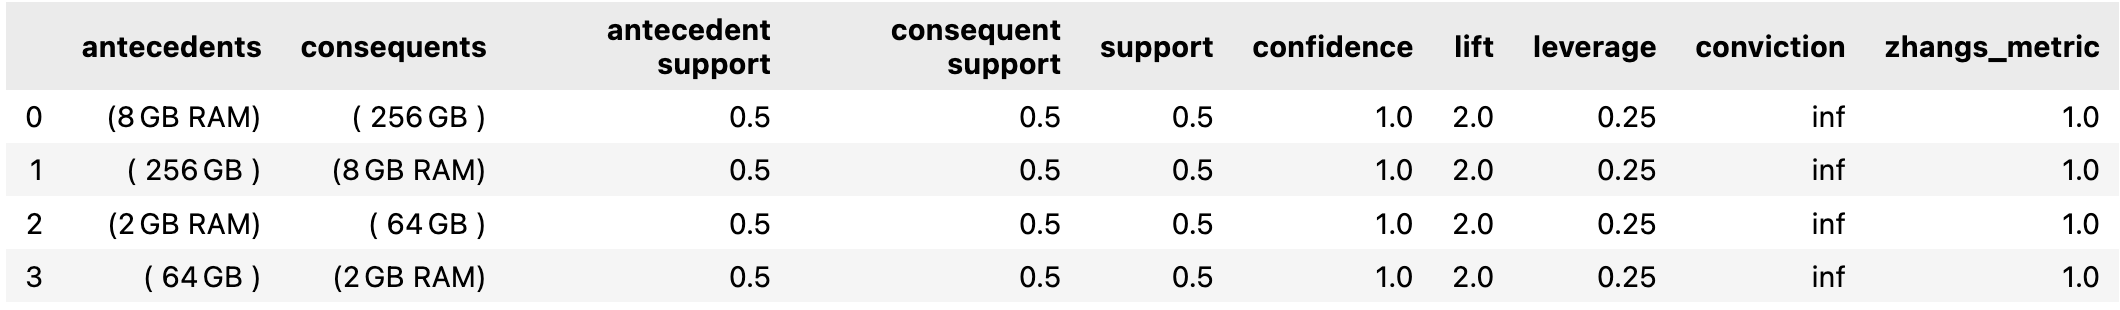 antecedents consequents antecedent support consequent support support confidence lift leverage conviction zhangs_metric
0 (8 GB RAM) ( 256 GB ) 0.5 0.5 0.5 1.0 2.0 0.25 inf 1.0
1 ( 256 GB ) (8 GB RAM) 0.5 0.5 0.5 1.0 2.0 0.25 inf 1.0
2 (2 GB RAM) ( 64 GB ) 0.5 0.5 0.5 1.0 2.0 0.25 inf 1.0
3 ( 64 GB ) (2 GB RAM) 0.5 0.5 0.5 1.0 2.0 0.25 inf 1.0